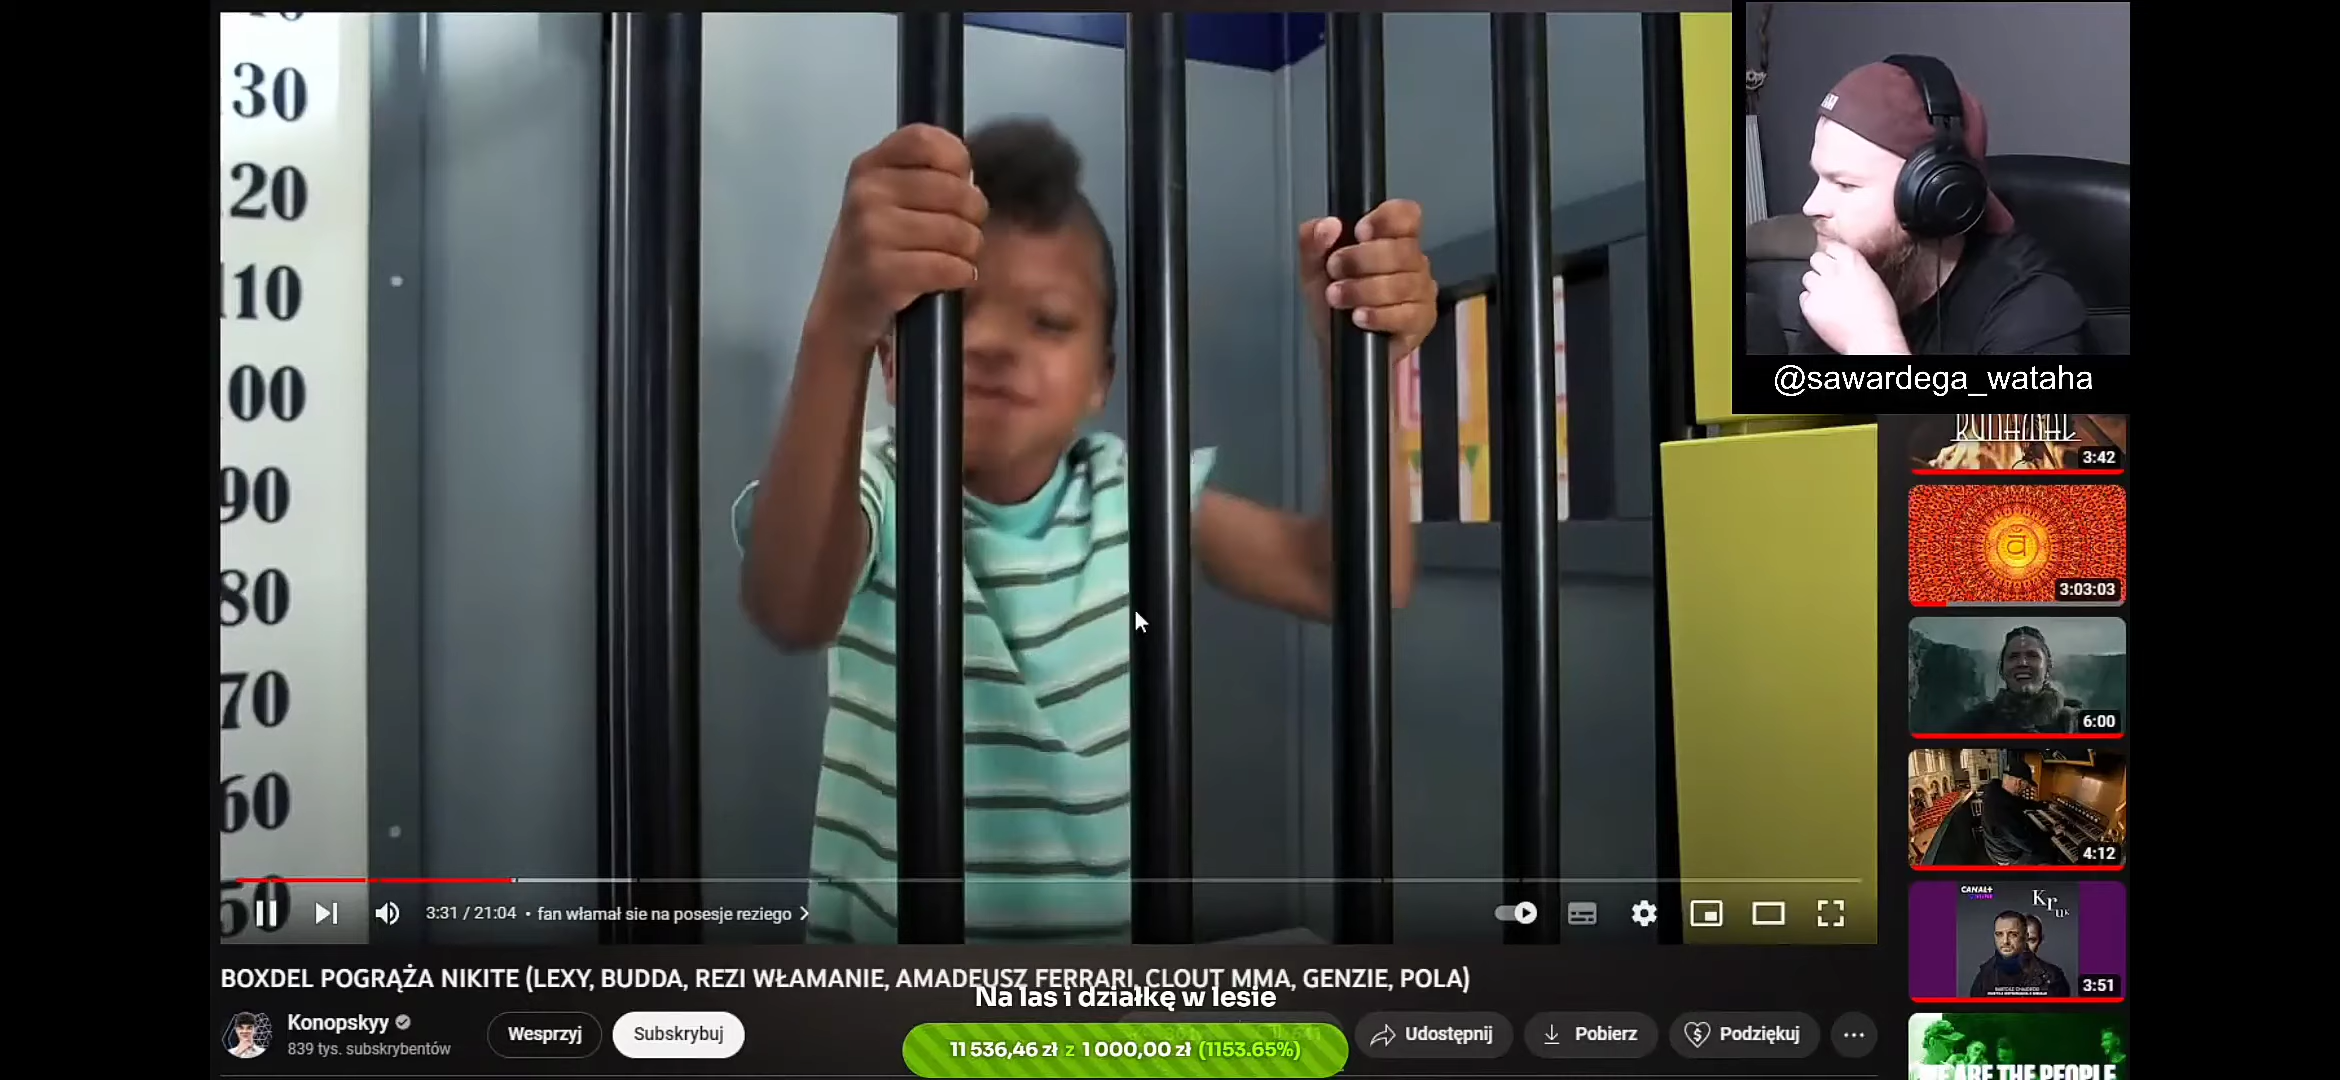 30
20
10
00
90
80
70
60
50
@sawardega_wataha
3:42
3:03:03
6:00
4:12
CANAL+
Kruk
3:51
WE ARE THE PEOPLE
3:31 / 21:04 • fan włamał sie na posesje reziego
BOXDEL POGRĄŻA NIKITE (LEXY, BUDDA, REZI WŁAMANIE, AMADEUSZ FERRARI, CLOUT MMA, GENZIE, POLA)
Na las i działkę w lesie
Konopskyy
839 tys. subskrybentów
Wesprzyj
Subskrybuj
11 536,46 zł z 1 000,00 zł (1153.65%)
Udostępnij
Pobierz
Podziękuj